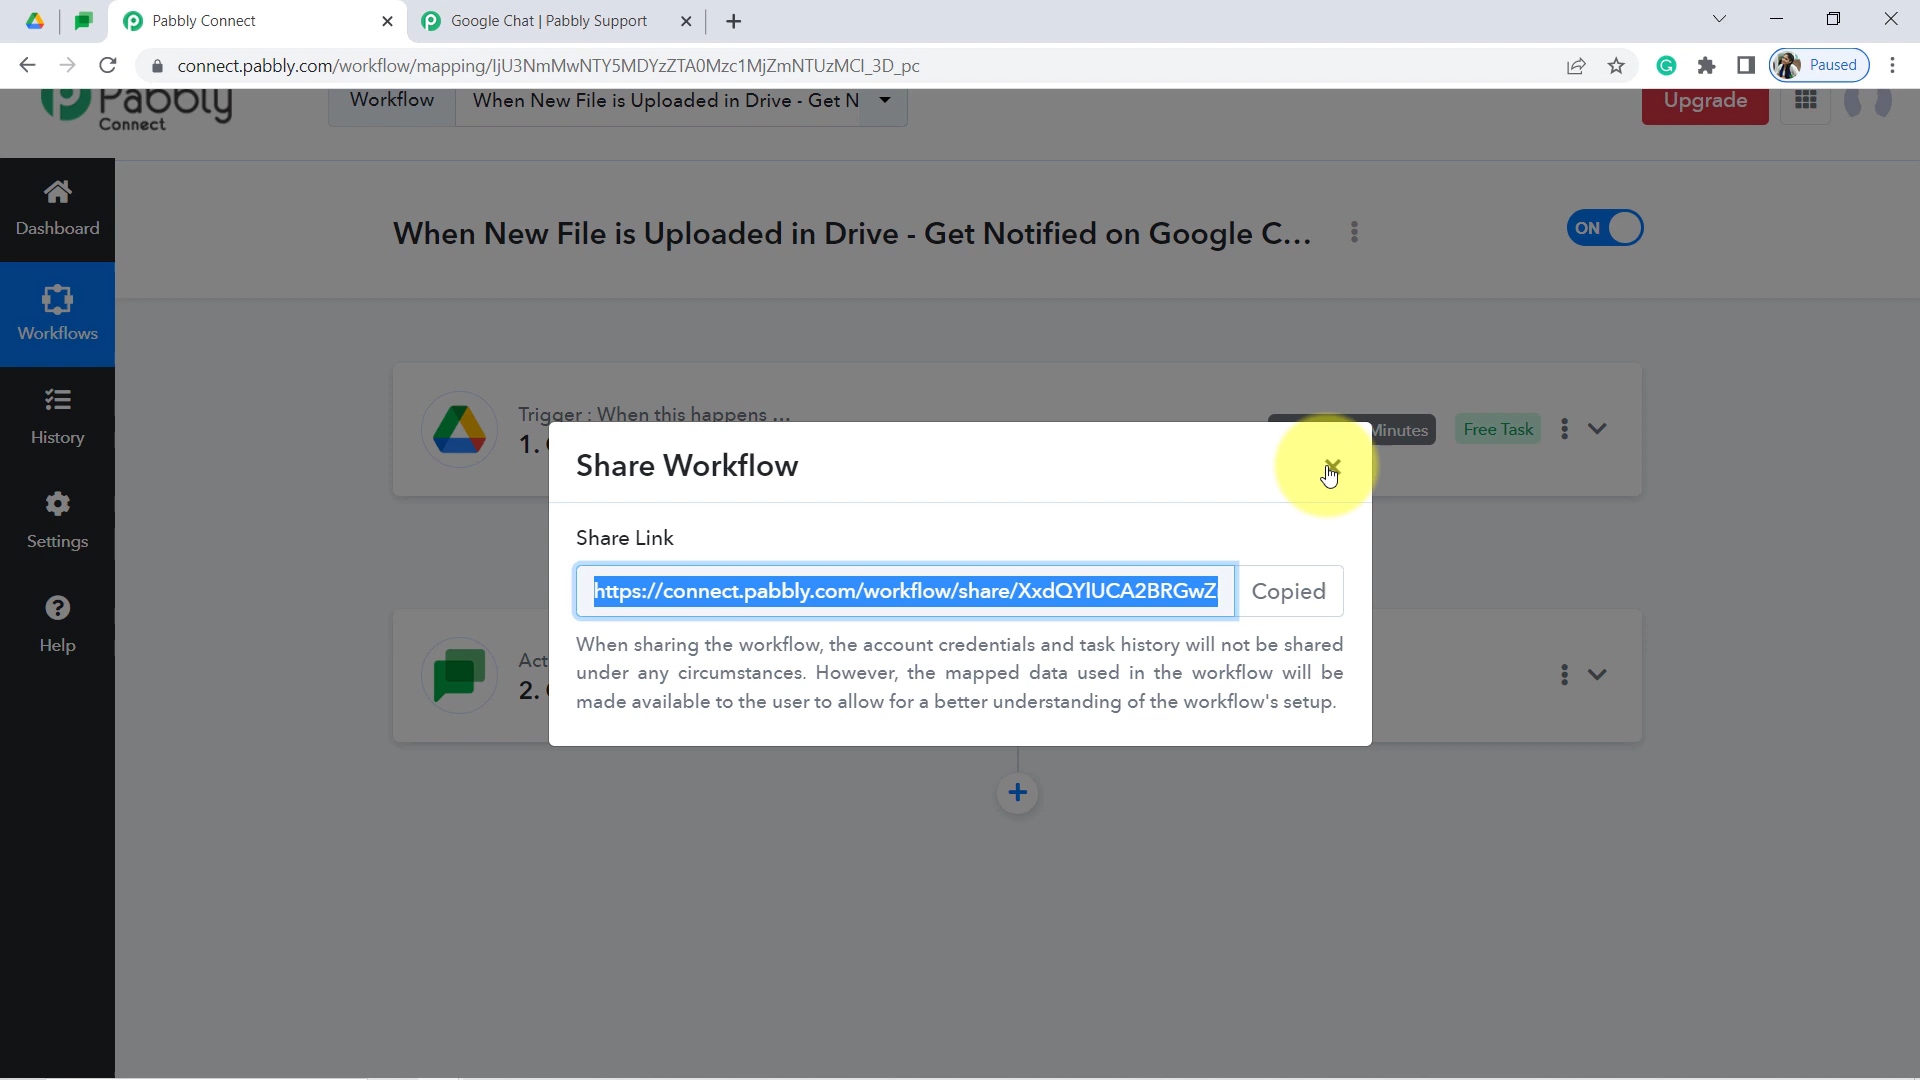 Pabbly Connect
Google Chat | Pabbly Support
connect.pabbly.com/workflow/mapping/IjU3NmMwNTY5MDYzZTA0Mzc1MjZmNTUzMCI_3D_pc
Paused
Pabbly
Connect
Workflow
When New File is Uploaded in Drive - Get N
Upgrade
Dashboard
Workflows
History
Settings
Help
When New File is Uploaded in Drive - Get Notified on Google C...
ON
Trigger : When this happens ...
1.
Minutes
Free Task
Share Workflow
Share Link
https://connect.pabbly.com/workflow/share/XxdQYlUCA2BRGwZ
Copied
When sharing the workflow, the account credentials and task history will not be shared
under any circumstances. However, the mapped data used in the workflow will be
made available to the user to allow for a better understanding of the workflow's setup.
Act
2.